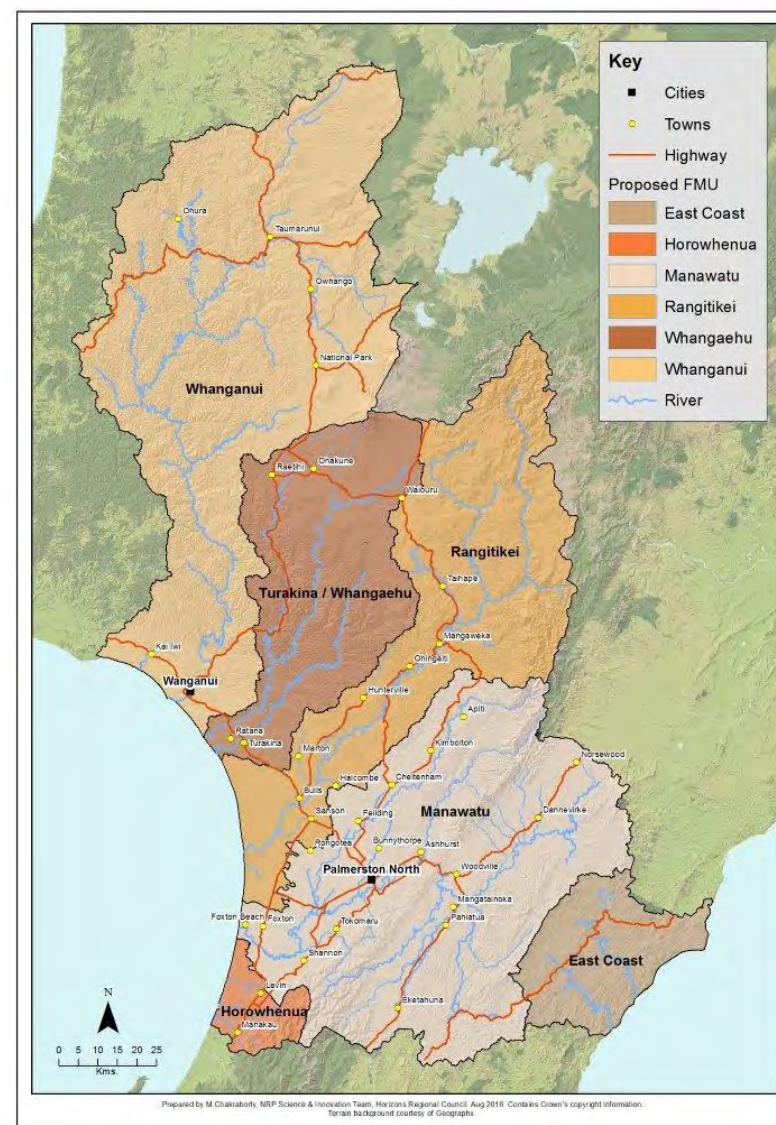 Key
Cities
Towns
Highway
Proposed FMU
East Coast
Horowhenua
Manawatu
Rangitikei
Whangaehu
Whanganui
River
Ohura
Taumarunui
Owhango
National Park
Whanganui
Raetihi
Ohakune
Waiouru
Rangitikei
Taihape
Turakina / Whangaehu
Mangaweka
Kai Iwi
Ohingaiti
Wanganui
Hunterville
Apiti
Ratana
Turakina
Marton
Kimbolton
Norsewood
Halcombe
Cheltenham
Bulls
Manawatu
Sanson
Feilding
Dannevirke
Rongotea
Bunnythorpe
Ashhurst
Palmerston North
Woodville
Mangatainoka
Foxton Beach
Foxton
Tokomaru
Pahiatua
Shannon
East Coast
Levin
Eketahuna
Horowhenua
Manakau
N
0 5 10 15 20 25
Kms.
Prepared by M.Chakraborty, NRP Science & Innovation Team, Horizons Regional Council. Aug 2016. Contains Crown's copyright information.
Terrain background courtesy of Geographx